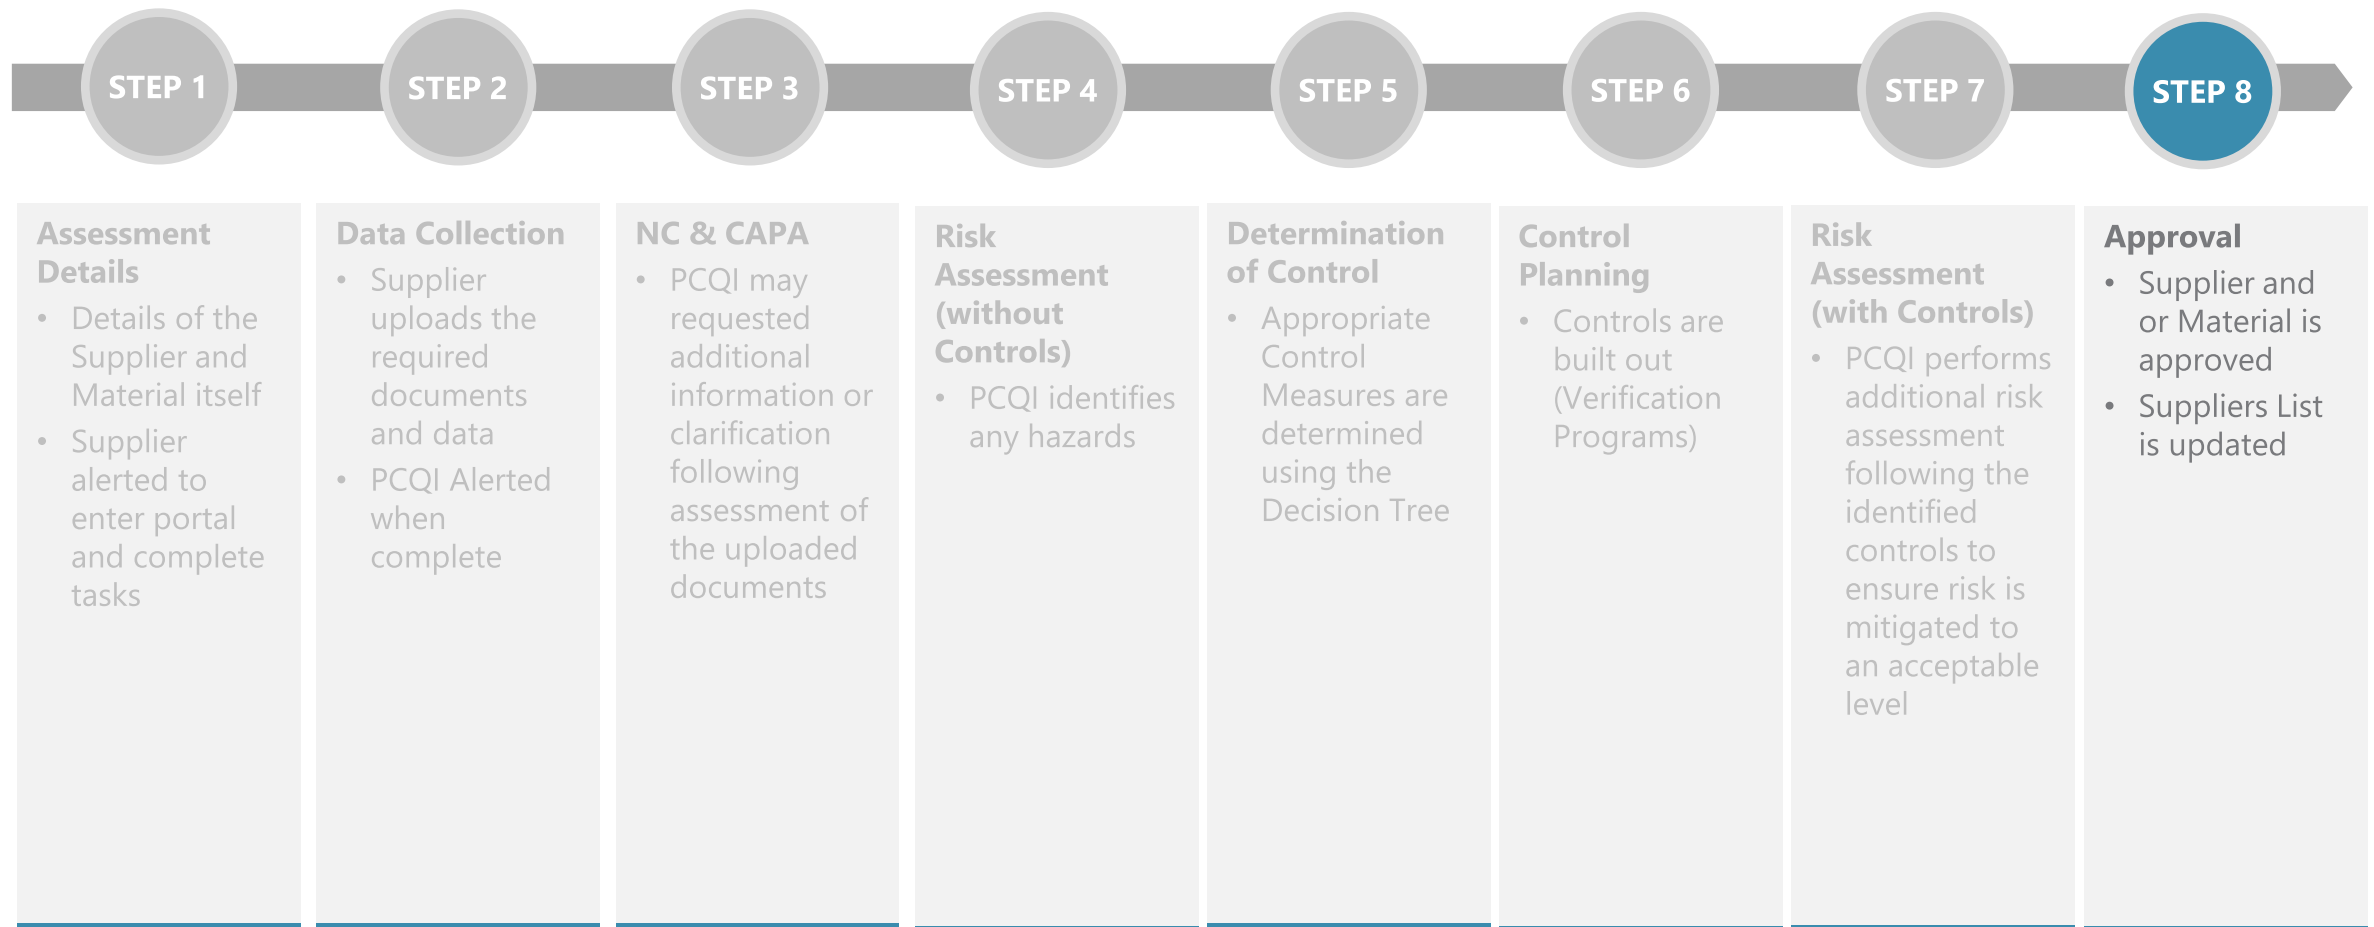 STEP 1
STEP 2
STEP 3
STEP 4
STEP 5
STEP 6
STEP 7
STEP 8
Assessment
Details
• Details of the
Supplier and
Material itself
• Supplier
alerted to
enter portal
and complete
tasks
Data Collection
• Supplier
uploads the
required
documents
and data
• PCQI Alerted
when
complete
NC & CAPA
• PCQI may
requested
additional
information or
clarification
following
assessment of
the uploaded
documents
Risk
Assessment
(without
Controls)
• PCQI identifies
any hazards
Determination
of Control
• Appropriate
Control
Measures are
determined
using the
Decision Tree
Control
Planning
• Controls are
built out
(Verification
Programs)
Risk
Assessment
(with Controls)
• PCQI performs
additional risk
assessment
following the
identified
controls to
ensure risk is
mitigated to
an acceptable
level
Approval
• Supplier and
or Material is
approved
• Suppliers List
is updated